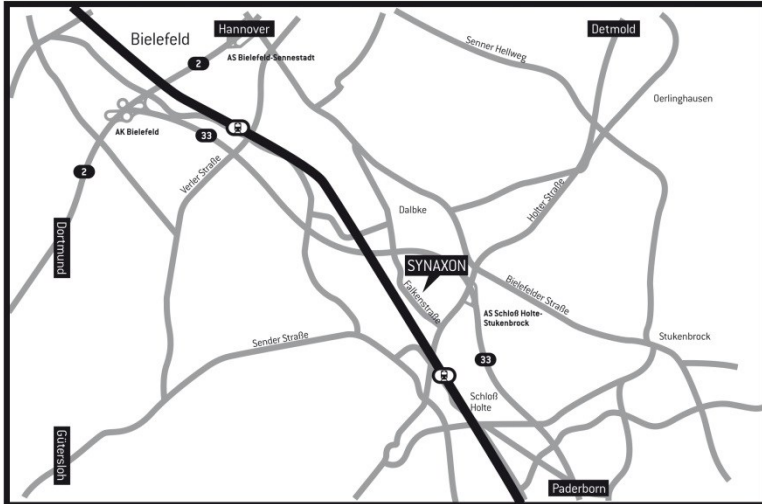 Bielefeld
Hannover
Detmold
Senner Hellweg
2
AS Bielefeld-Sennestadt
Oerlinghausen
AK Bielefeld
33
2
Verler Straße
Dalbke
Holter Straße
Dortmund
SYNAXON
Falkenstraße
Bielefelder
Straße
AS Schloß Holte-
Stukenbrock
Sender Straße
Stukenbrock
33
Schloß
Holte
Gütersloh
Paderborn